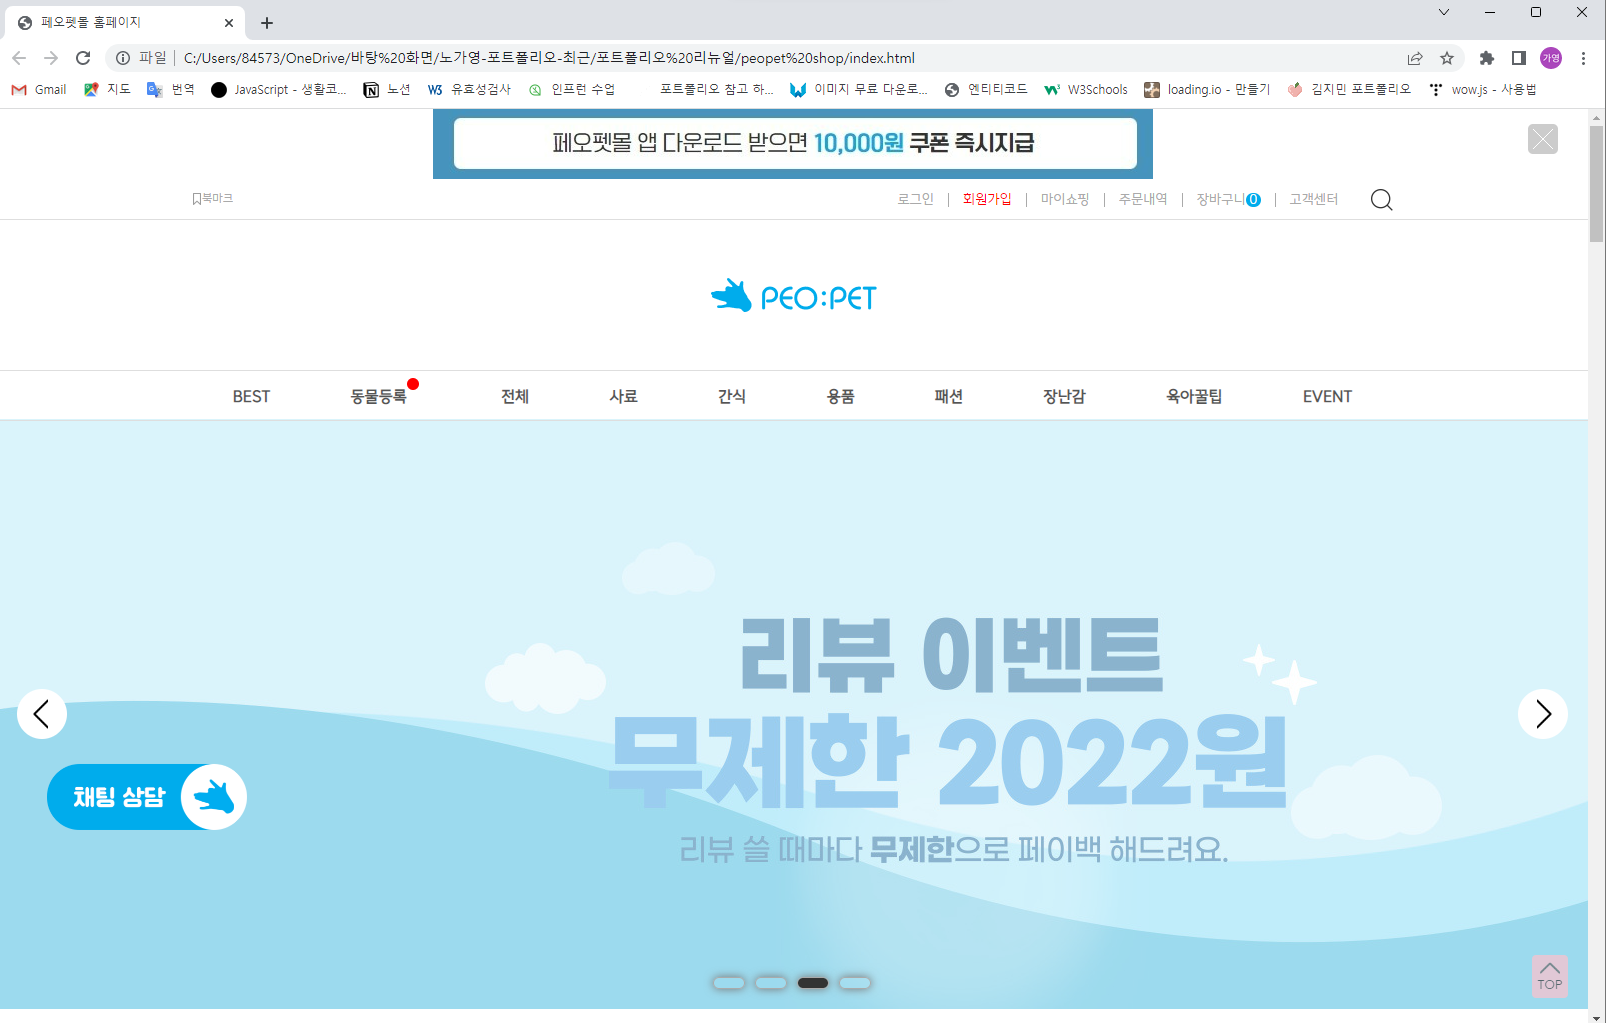 페오펫몰 홈페이지
파일 C:/Users/84573/OneDrive/바탕%20화면/노가영-포트폴리오-최근/포트폴리오%20리뉴얼/peopet%20shop/index.html 가영
Gmail 지도 번역 JavaScript - 생활코... 노션 유효성검사 인프런 수업 포트폴리오 참고 하... 이미지 무료 다운로... 엔티티코드 W3Schools loading.io - 만들기 김지민 포트폴리오 wow.js - 사용법
페오펫몰 앱 다운로드 받으면 10,000원 쿠폰 즉시지급
북마크 로그인 회원가입 마이쇼핑 주문내역 장바구니0 고객센터
PEO:PET
BEST 동물등록 전체 사료 간식 용품 패션 장난감 육아꿀팁 EVENT
리뷰 이벤트
무제한 2022원
채팅 상담
리뷰 쓸 때마다 무제한으로 페이백 해드려요.
TOP